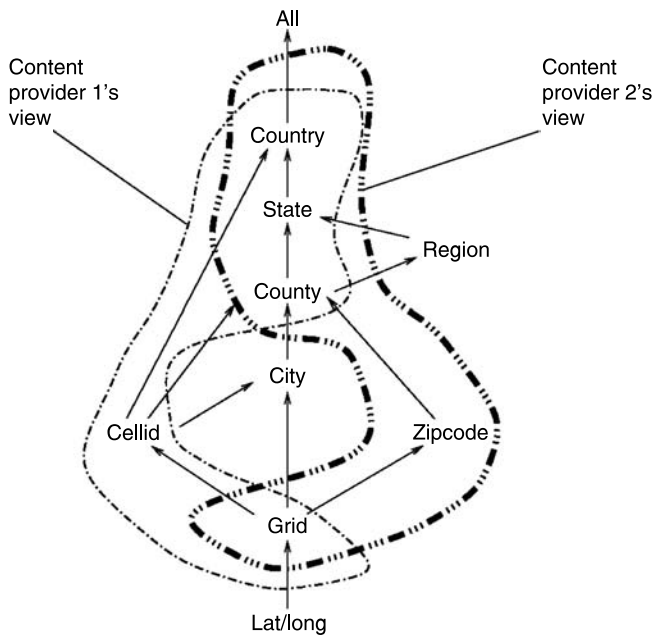 All
Content
provider 1's
view
Content
provider 2's
view
Country
State
Region
County
City
Cellid
Zipcode
Grid
Lat/long